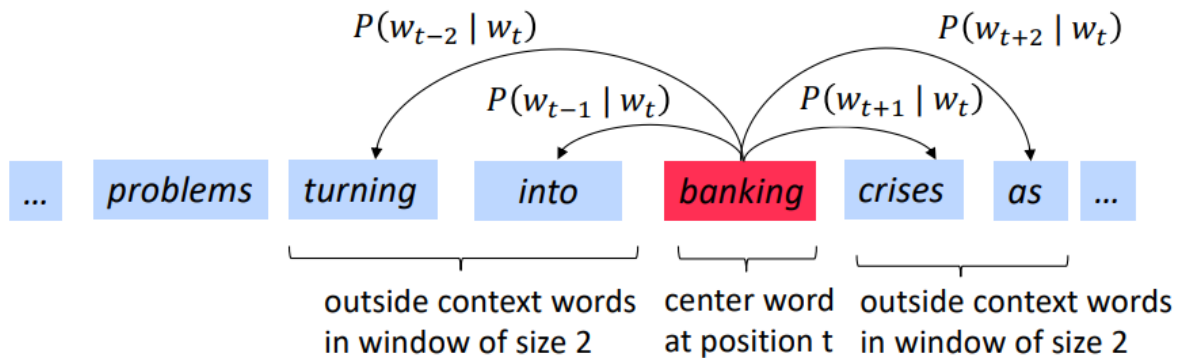 P(w_{t−2} | w_t)
P(w_{t+2} | w_t)
P(w_{t−1} | w_t)
P(w_{t+1} | w_t)
... problems turning into banking crises as ...
outside context words
in window of size 2
center word
at position t
outside context words
in window of size 2